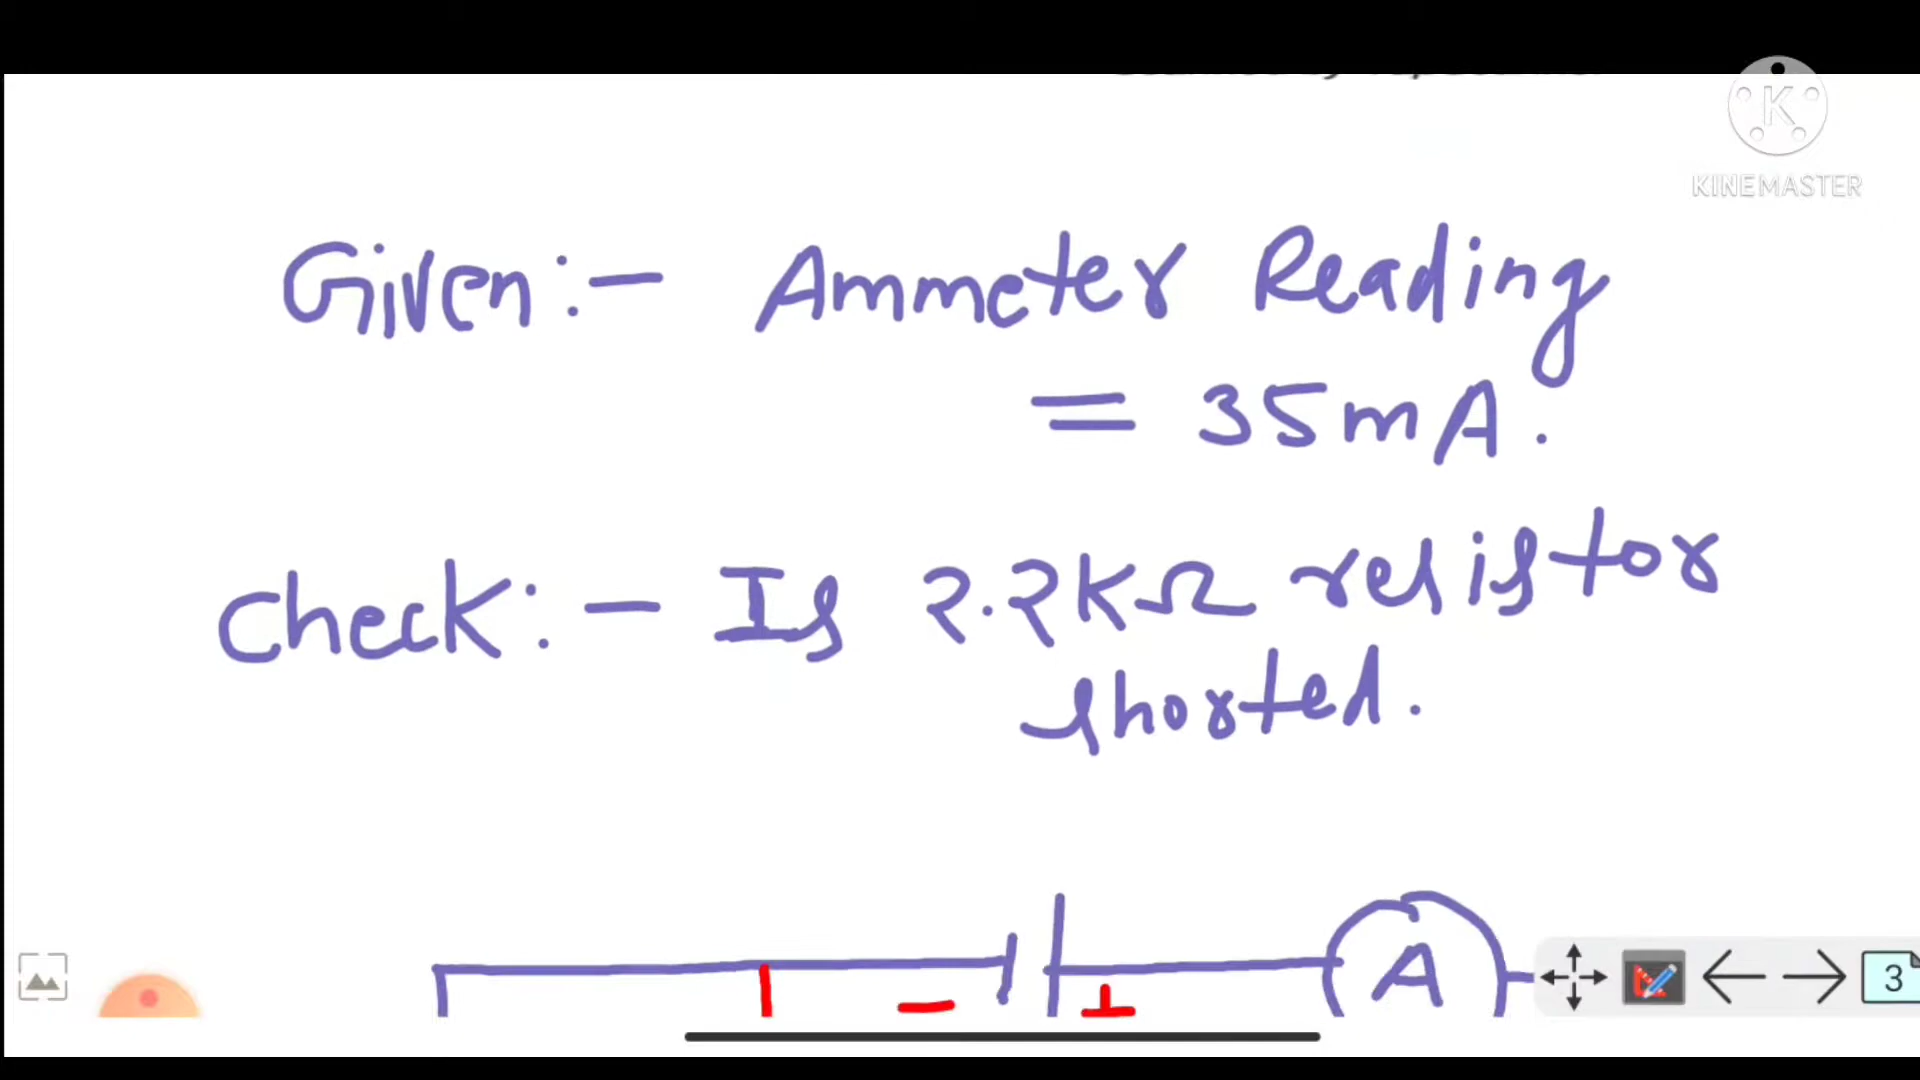 K
KINEMASTER
Given:- Ammeter Reading
= 35mA.
Check:- Is 2.2KΩ resistor
shorted.
A
3